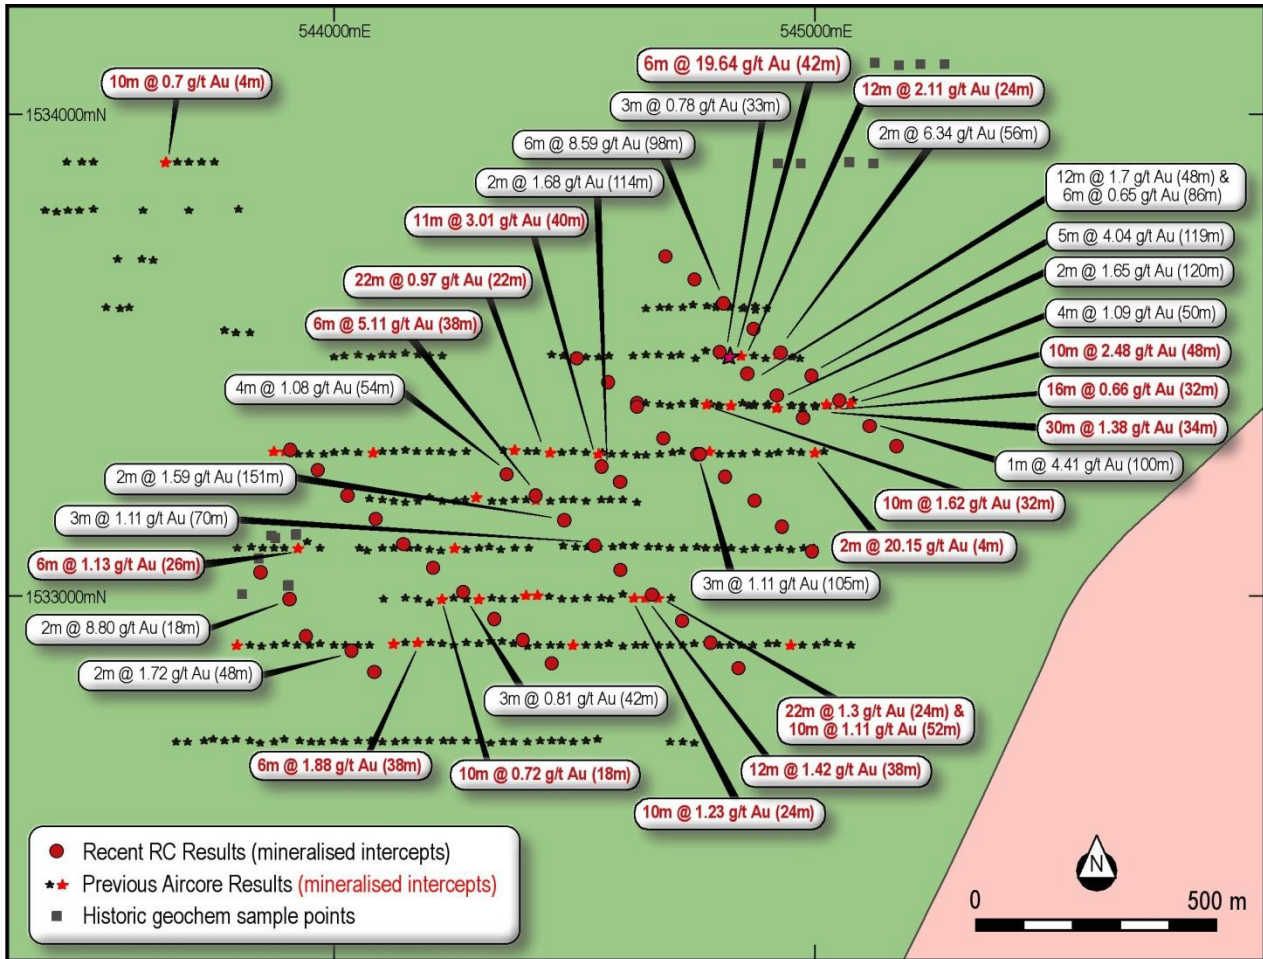 544000mE
545000mE
6m @ 19.64 g/t Au (42m)
10m @ 0.7 g/t Au (4m)
12m @ 2.11 g/t Au (24m)
3m @ 0.78 g/t Au (33m)
1534000mN
2m @ 6.34 g/t Au (56m)
6m @ 8.59 g/t Au (98m)
2m @ 1.68 g/t Au (114m)
12m @ 1.7 g/t Au (48m) &
6m @ 0.65 g/t Au (86m)
11m @ 3.01 g/t Au (40m)
5m @ 4.04 g/t Au (119m)
2m @ 1.65 g/t Au (120m)
22m @ 0.97 g/t Au (22m)
4m @ 1.09 g/t Au (50m)
6m @ 5.11 g/t Au (38m)
10m @ 2.48 g/t Au (48m)
4m @ 1.08 g/t Au (54m)
16m @ 0.66 g/t Au (32m)
30m @ 1.38 g/t Au (34m)
1m @ 4.41 g/t Au (100m)
2m @ 1.59 g/t Au (151m)
10m @ 1.62 g/t Au (32m)
3m @ 1.11 g/t Au (70m)
2m @ 20.15 g/t Au (4m)
6m @ 1.13 g/t Au (26m)
3m @ 1.11 g/t Au (105m)
1533000mN
2m @ 8.80 g/t Au (18m)
2m @ 1.72 g/t Au (48m)
3m @ 0.81 g/t Au (42m)
22m @ 1.3 g/t Au (24m) &
10m @ 1.11 g/t Au (52m)
6m @ 1.88 g/t Au (38m)
10m @ 0.72 g/t Au (18m)
12m @ 1.42 g/t Au (38m)
10m @ 1.23 g/t Au (24m)
Recent RC Results (mineralised intercepts)
Previous Aircore Results (mineralised intercepts)
Historic geochem sample points
N
0 500 m